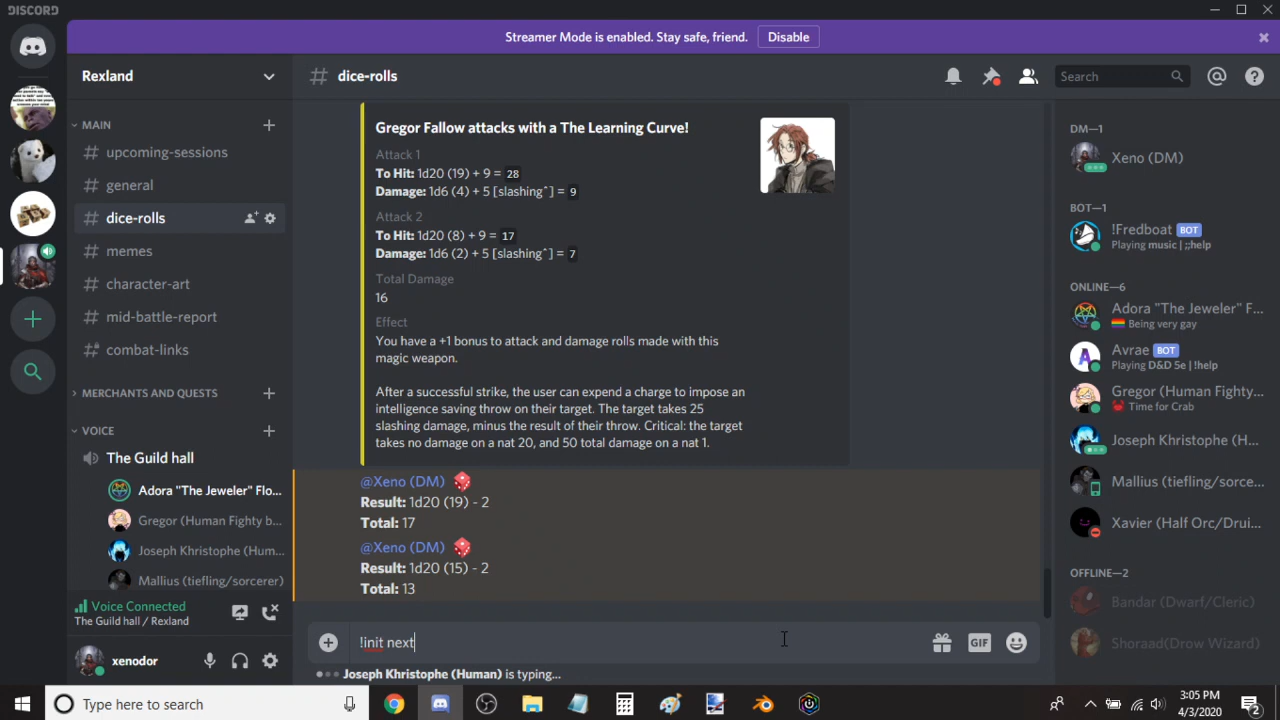 DISCORD
Streamer Mode is enabled. Stay safe, friend.
Disable
Rexland
MAIN
# upcoming-sessions
# general
# dice-rolls
# memes
# character-art
# mid-battle-report
# combat-links
MERCHANTS AND QUESTS
VOICE
The Guild hall
Adora "The Jeweler" Flo...
Gregor (Human Fighty b...
Joseph Khristophe (Hum...
Mallius (tiefling/sorcerer)
Voice Connected
The Guild hall / Rexland
xenodor
# dice-rolls
Search
Gregor Fallow attacks with a The Learning Curve!
Attack 1
To Hit: 1d20 (19) + 9 = 28
Damage: 1d6 (4) + 5 [slashing^] = 9
Attack 2
To Hit: 1d20 (8) + 9 = 17
Damage: 1d6 (2) + 5 [slashing^] = 7
Total Damage
16
Effect
You have a +1 bonus to attack and damage rolls made with this
magic weapon.
After a successful strike, the user can expend a charge to impose an
intelligence saving throw on their target. The target takes 25
slashing damage, minus the result of their throw. Critical: the target
takes no damage on a nat 20, and 50 total damage on a nat 1.
@Xeno (DM)
Result: 1d20 (19) - 2
Total: 17
@Xeno (DM)
Result: 1d20 (15) - 2
Total: 13
!init next
GIF
Joseph Khristophe (Human) is typing...
DM—1
Xeno (DM)
BOT—1
!Fredboat BOT
Playing music | ;;help
ONLINE—6
Adora "The Jeweler" F...
Being very gay
Avrae BOT
Playing D&D 5e | !help
Gregor (Human Fighty...
Time for Crab
Joseph Khristophe (H...
Mallius (tiefling/sorce...
Xavier (Half Orc/Drui...
OFFLINE—2
Bandar (Dwarf/Cleric)
Shoraad(Drow Wizard)
Type here to search
3:05 PM
4/3/2020
2